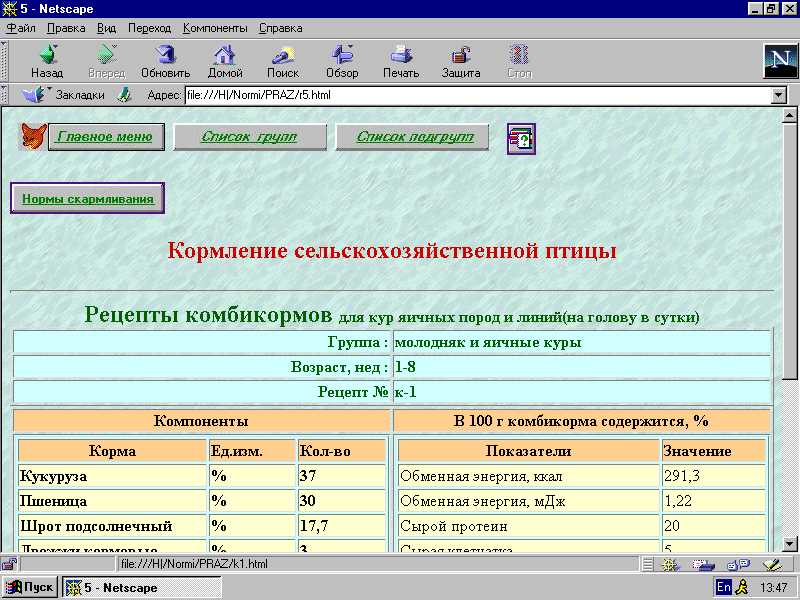 5 - Netscape
Файл Правка Вид Переход Компоненты Справка
Назад Вперед Обновить Домой Поиск Обзор Печать Защита Стоп
N
Закладки Адрес: file:///H|/Normi/PRAZ/r5.html
Главное меню Список групп Список подгрупп
Нормы скармливания
Кормление сельскохозяйственной птицы
Рецепты комбикормов для кур яичных пород и линий(на голову в сутки)
Группа : молодняк и яичные куры
Возраст, нед : 1-8
Рецепт № к-1
Компоненты В 100 г комбикорма содержится, %
Корма Ед.изм. Кол-во Показатели Значение
Кукуруза % 37 Обменная энергия, ккал 291,3
Пшеница % 30 Обменная энергия, мДж 1,22
Шрот подсолнечный % 17,7 Сырой протеин 20
Дрожжи кормовые % 3 Сырая клетчатка 5
file:///H|/Normi/PRAZ/k1.html
Пуск 5 - Netscape En 13:47